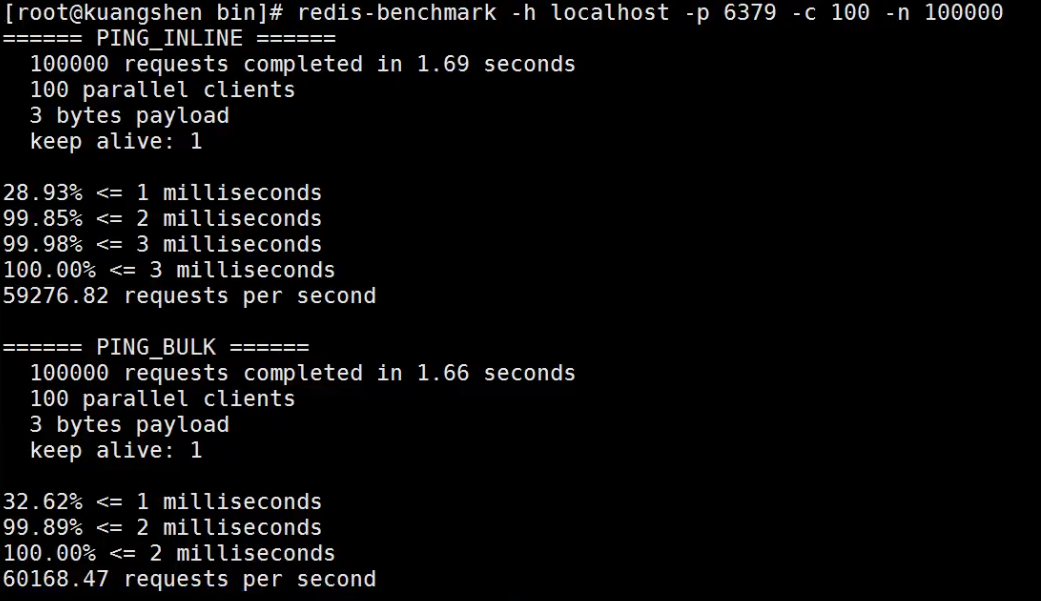 [root@kuangshen bin]# redis-benchmark -h localhost -p 6379 -c 100 -n 100000
====== PING_INLINE ======
  100000 requests completed in 1.69 seconds
  100 parallel clients
  3 bytes payload
  keep alive: 1

28.93% <= 1 milliseconds
99.85% <= 2 milliseconds
99.98% <= 3 milliseconds
100.00% <= 3 milliseconds
59276.82 requests per second

====== PING_BULK ======
  100000 requests completed in 1.66 seconds
  100 parallel clients
  3 bytes payload
  keep alive: 1

32.62% <= 1 milliseconds
99.89% <= 2 milliseconds
100.00% <= 2 milliseconds
60168.47 requests per second